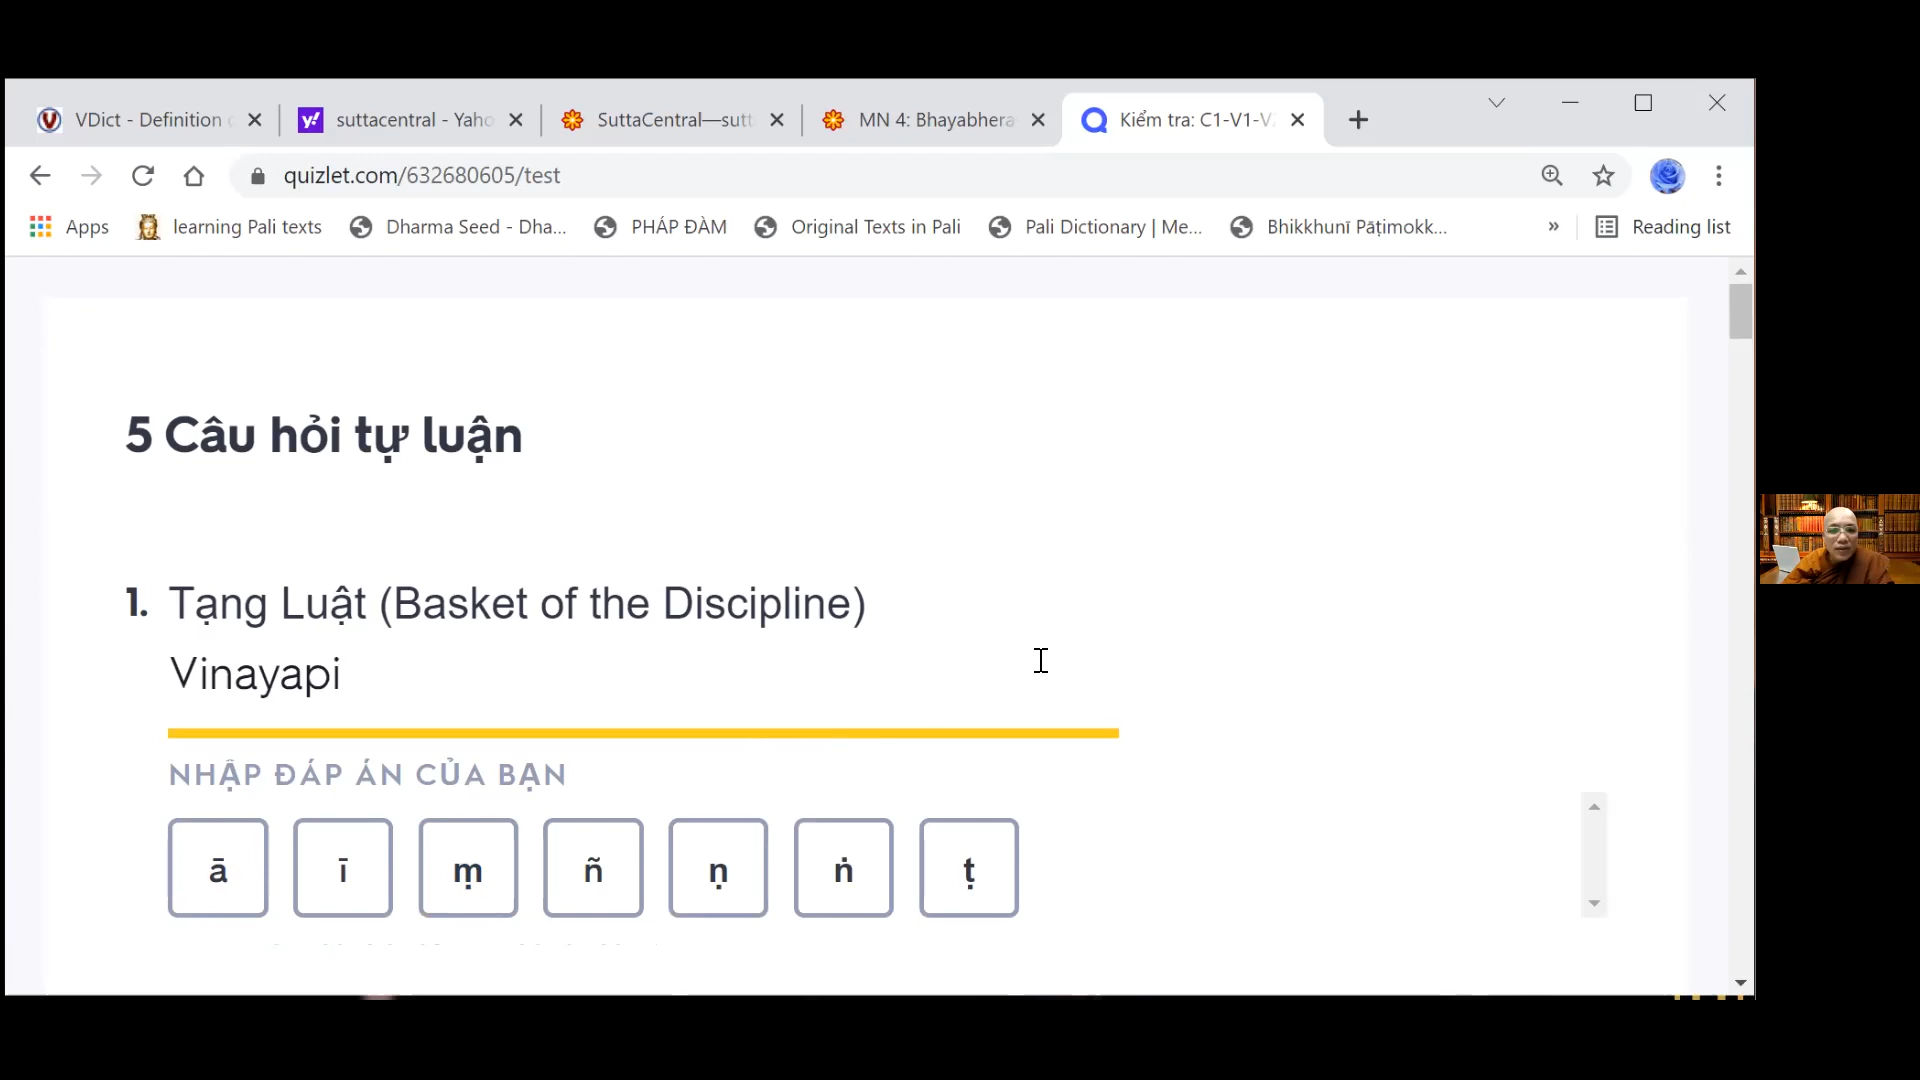 VDict - Definition
suttacentral - Yaho
SuttaCentral—sutt
MN 4: Bhayabhera
Kiểm tra: C1-V1-V
quizlet.com/632680605/test
Apps
learning Pali texts
Dharma Seed - Dha...
PHÁP ĐÀM
Original Texts in Pali
Pali Dictionary | Me...
Bhikkhunī Pāṭimokk...
»
Reading list
5 Câu hỏi tự luận
1. Tạng Luật (Basket of the Discipline)
Vinayapi
NHẬP ĐÁP ÁN CỦA BẠN
ā ī ṃ ñ ṇ ṅ ṭ